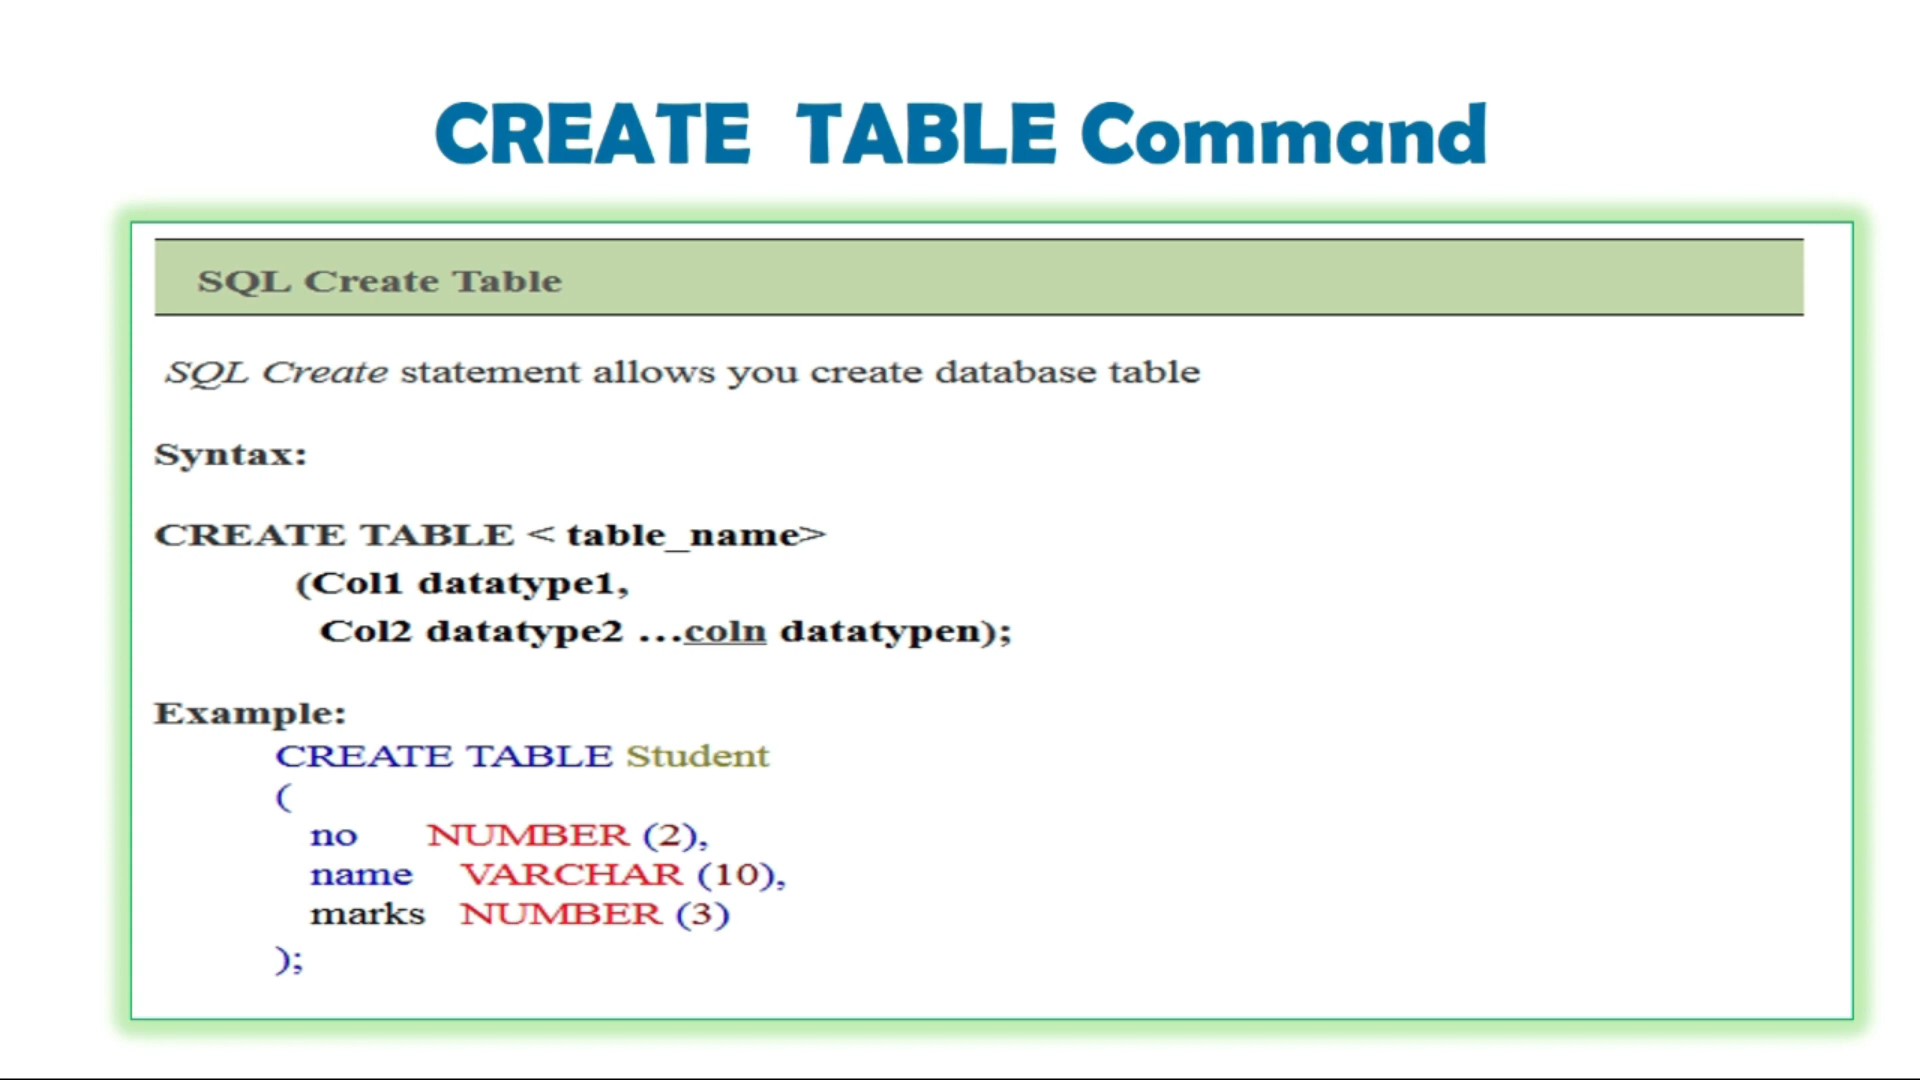 CREATE TABLE Command
SQL Create Table
SQL Create statement allows you create database table
Syntax:
CREATE TABLE < table_name>
(Col1 datatype1,
Col2 datatype2 ...coln datatypen);
Example:
CREATE TABLE Student
(
no NUMBER (2),
name VARCHAR (10),
marks NUMBER (3)
);